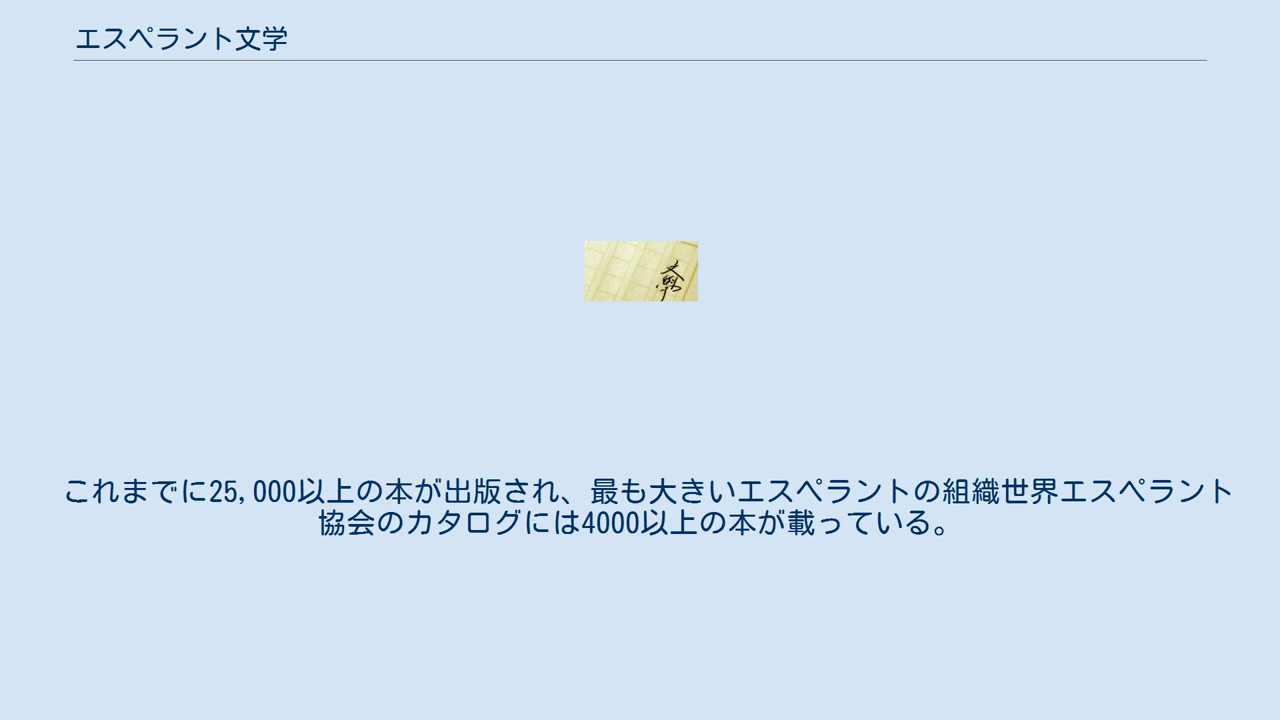 エスペラント文学
文学
これまでに25,000以上の本が出版され、最も大きいエスペラントの組織世界エスペラント
協会のカタログには4000以上の本が載っている。